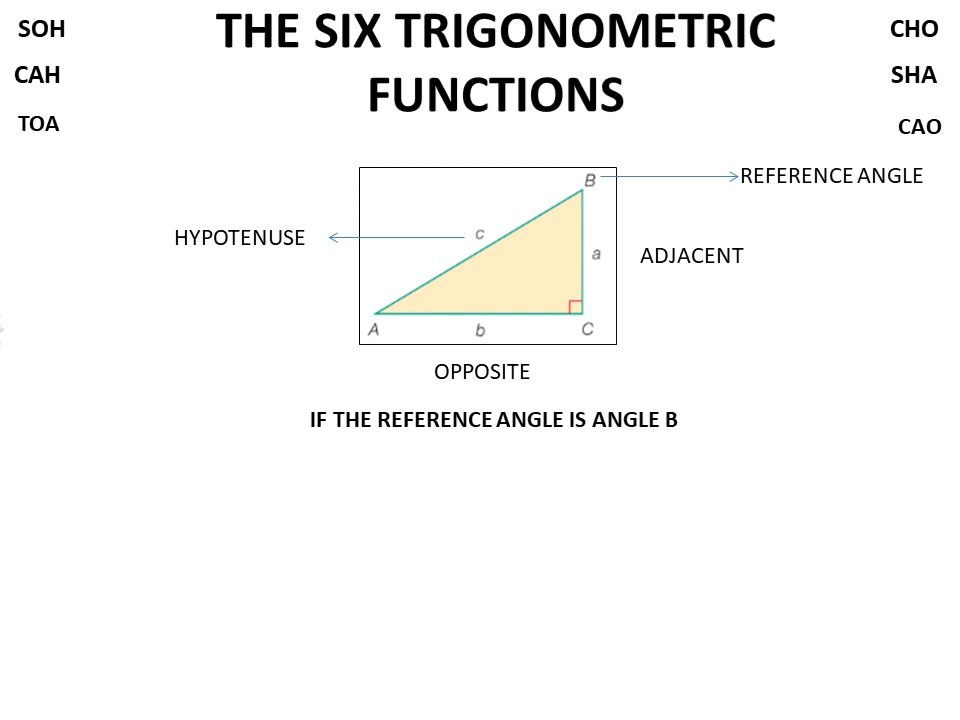 SOH
THE SIX TRIGONOMETRIC
FUNCTIONS
CHO
CAH
SHA
TOA
CAO
B
REFERENCE ANGLE
HYPOTENUSE
c
a
ADJACENT
A
b
C
OPPOSITE
IF THE REFERENCE ANGLE IS ANGLE B